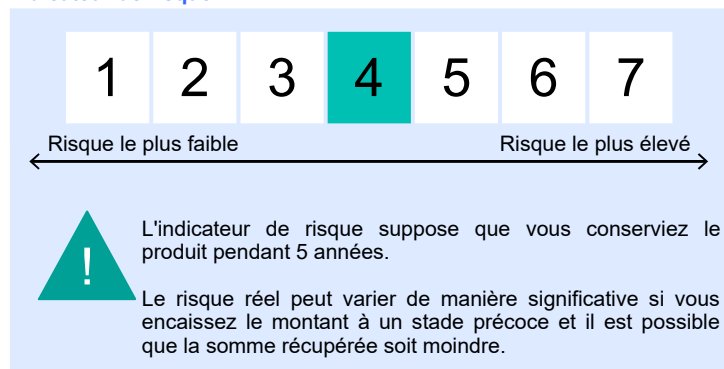 1 2 3 4 5 6 7
Risque le plus faible Risque le plus élevé
! L'indicateur de risque suppose que vous conserviez le
produit pendant 5 années.
Le risque réel peut varier de manière significative si vous
encaissez le montant à un stade précoce et il est possible
que la somme récupérée soit moindre.